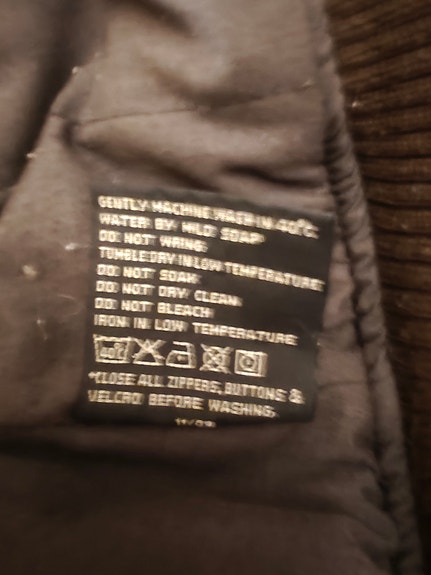 GENTLY MACHINE WASH IN 40°C
WATER BY MILD SOAP
DO NOT WRING
TUMBLE DRY IN LOW TEMPERATURE
DO NOT SOAK
DO NOT DRY CLEAN
DO NOT BLEACH
IRON IN LOW TEMPERATURE
40°C
*CLOSE ALL ZIPPERS, BUTTONS &
VELCRO BEFORE WASHING.